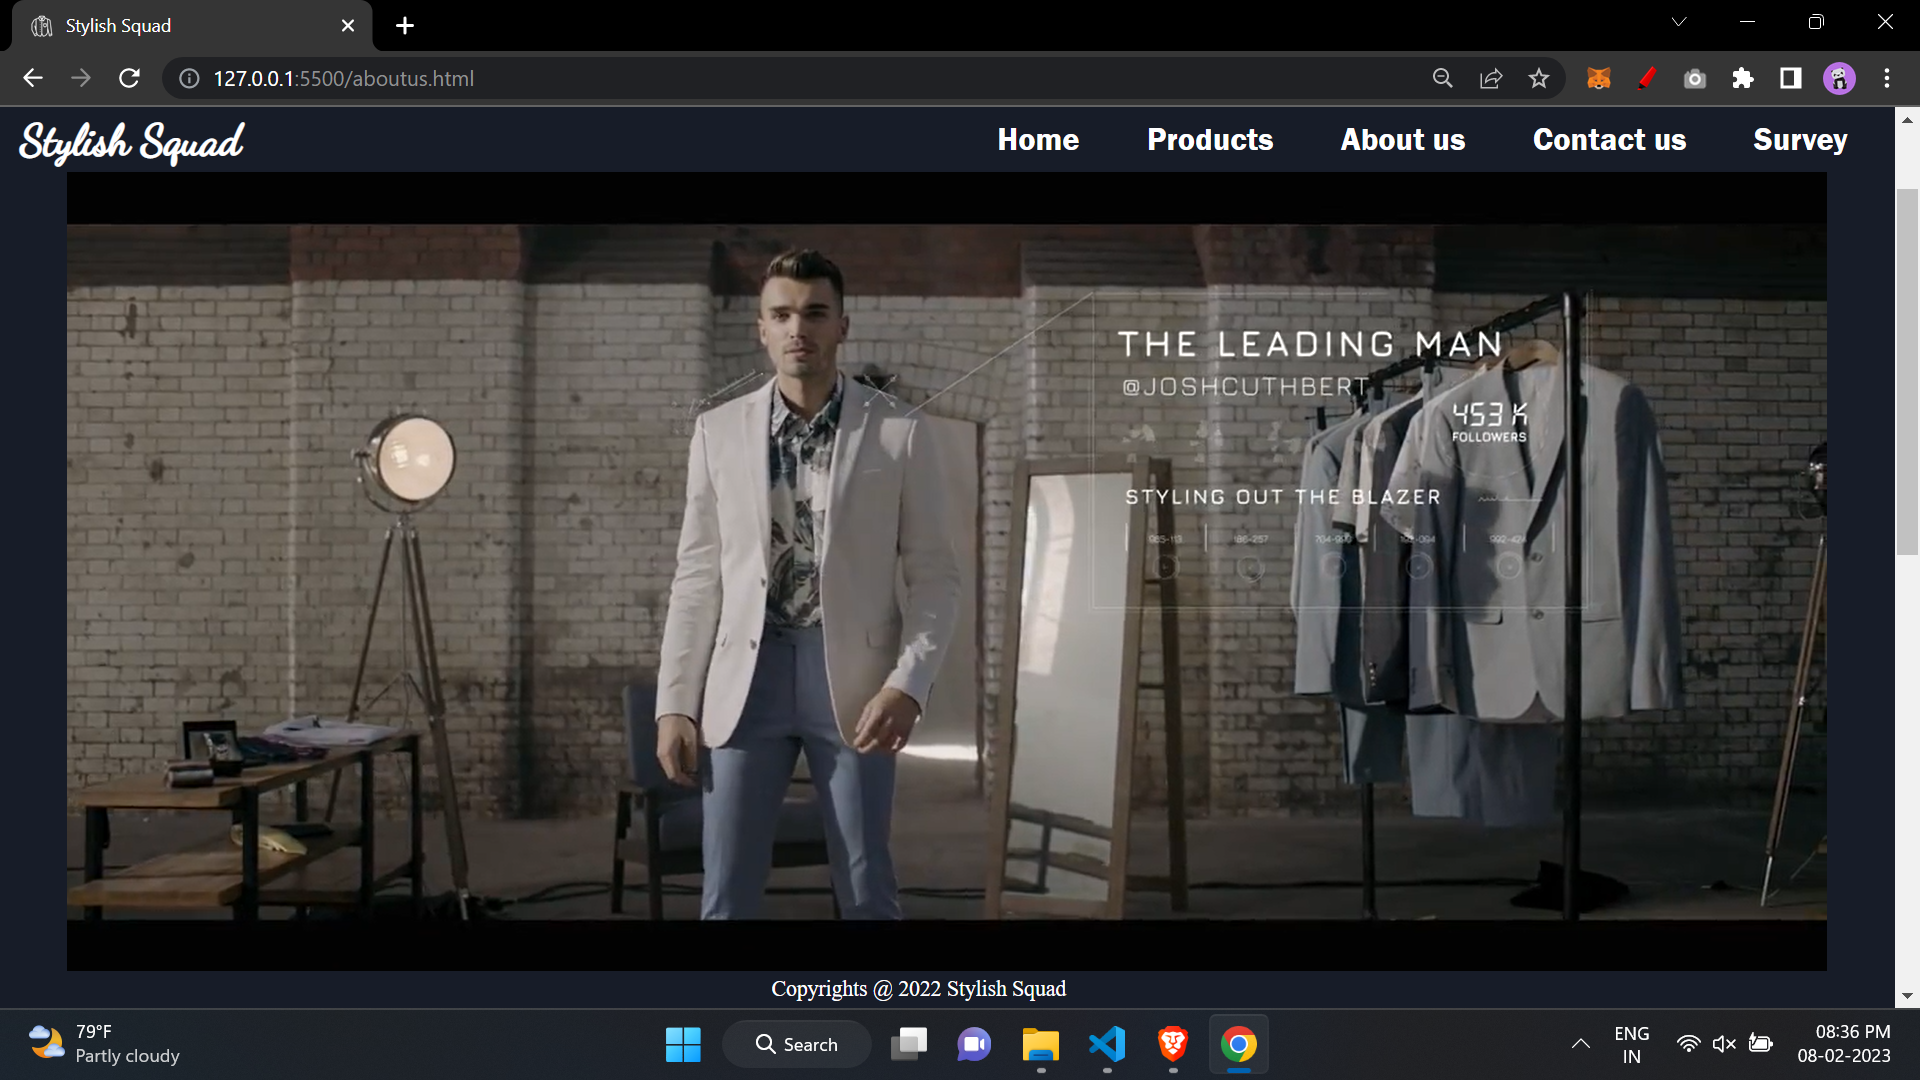 Stylish Squad
127.0.0.1:5500/aboutus.html
Stylish Squad
Home
Products
About us
Contact us
Survey
THE LEADING MAN
@JOSHCUTHBERT
453 K
FOLLOWERS
STYLING OUT THE BLAZER
Copyrights @ 2022 Stylish Squad
79°F
Partly cloudy
Search
ENG
IN
08:36 PM
08-02-2023